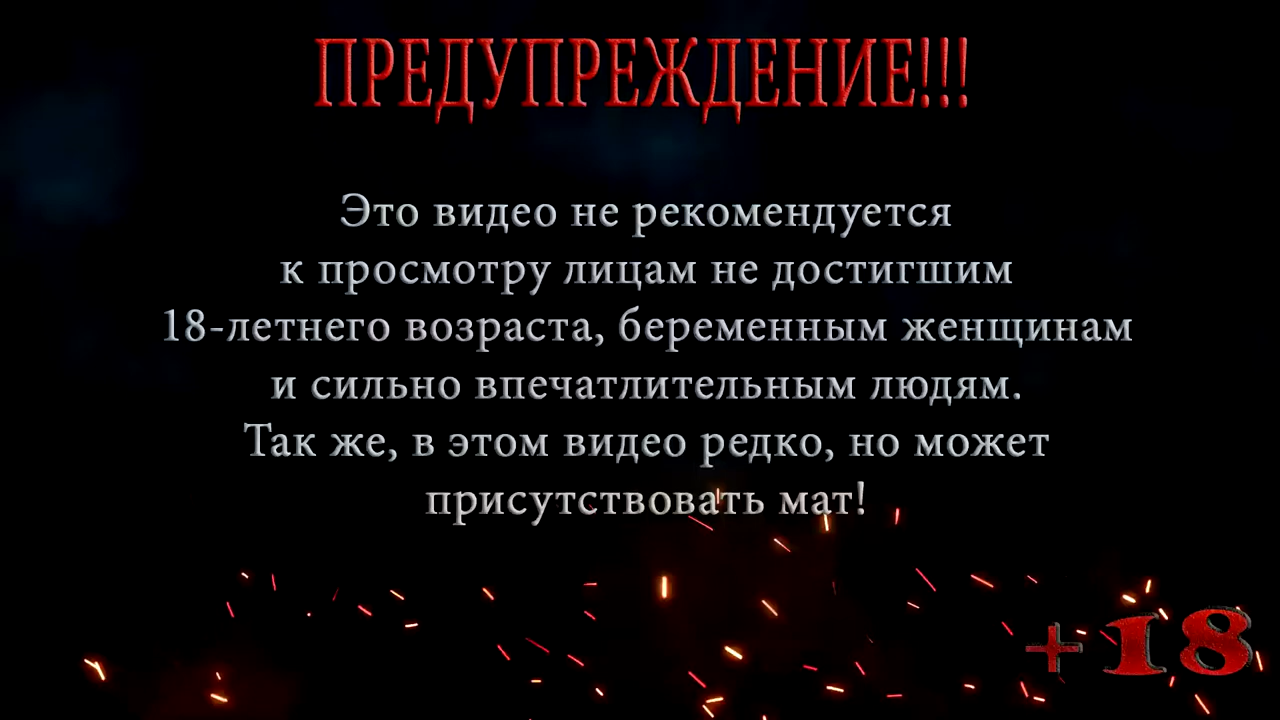 ПРЕДУПРЕЖДЕНИЕ!!!
Это видео не рекомендуется
к просмотру лицам не достигшим
18-летнего возраста, беременным женщинам
и сильно впечатлительным людям.
Так же, в этом видео редко, но может
присутствовать мат!
+18